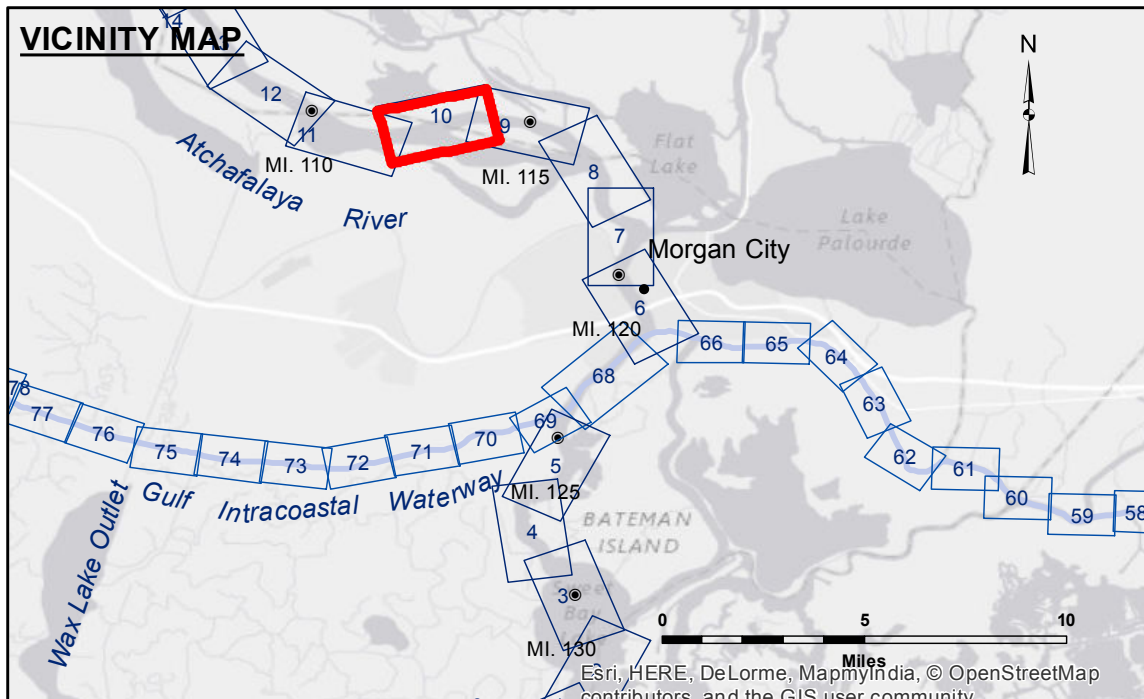 VICINITY MAP
N
14
13
12
11
10
9
8
7
6
MI. 110
MI. 115
Atchafalaya
River
Flat
Lake
Lake
Palourde
Morgan City
MI. 120
66
65
64
63
62
61
60
59
58
68
69
70
71
72
73
74
75
76
77
78
5
MI. 125
4
3
MI. 130
Wax Lake Outlet
Gulf
Intracoastal
Waterway
BATEMAN
ISLAND
Sweet
Bay
0
5
10
Miles
Esri, HERE, DeLorme, MapmyIndia, © OpenStreetMap
contributors, and the GIS user community